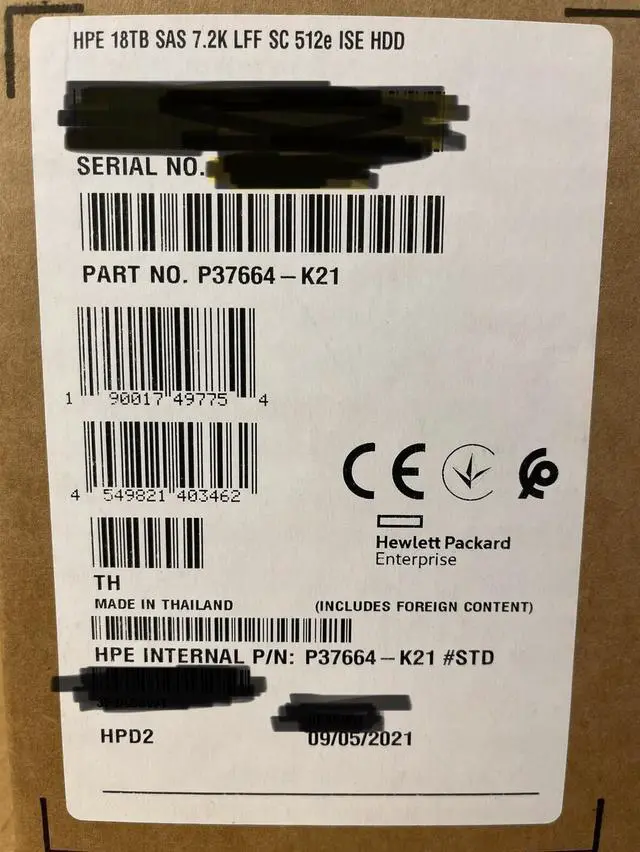 HPE 18TB SAS 7.2K LFF SC 512e ISE HDD
SERIAL NO.
PART NO. P37664-K21
1 90017 49775 4
4 549821 403462
CE
Hewlett Packard
Enterprise
TH
MADE IN THAILAND (INCLUDES FOREIGN CONTENT)
HPE INTERNAL P/N: P37664-K21 #STD
HPD2 09/05/2021